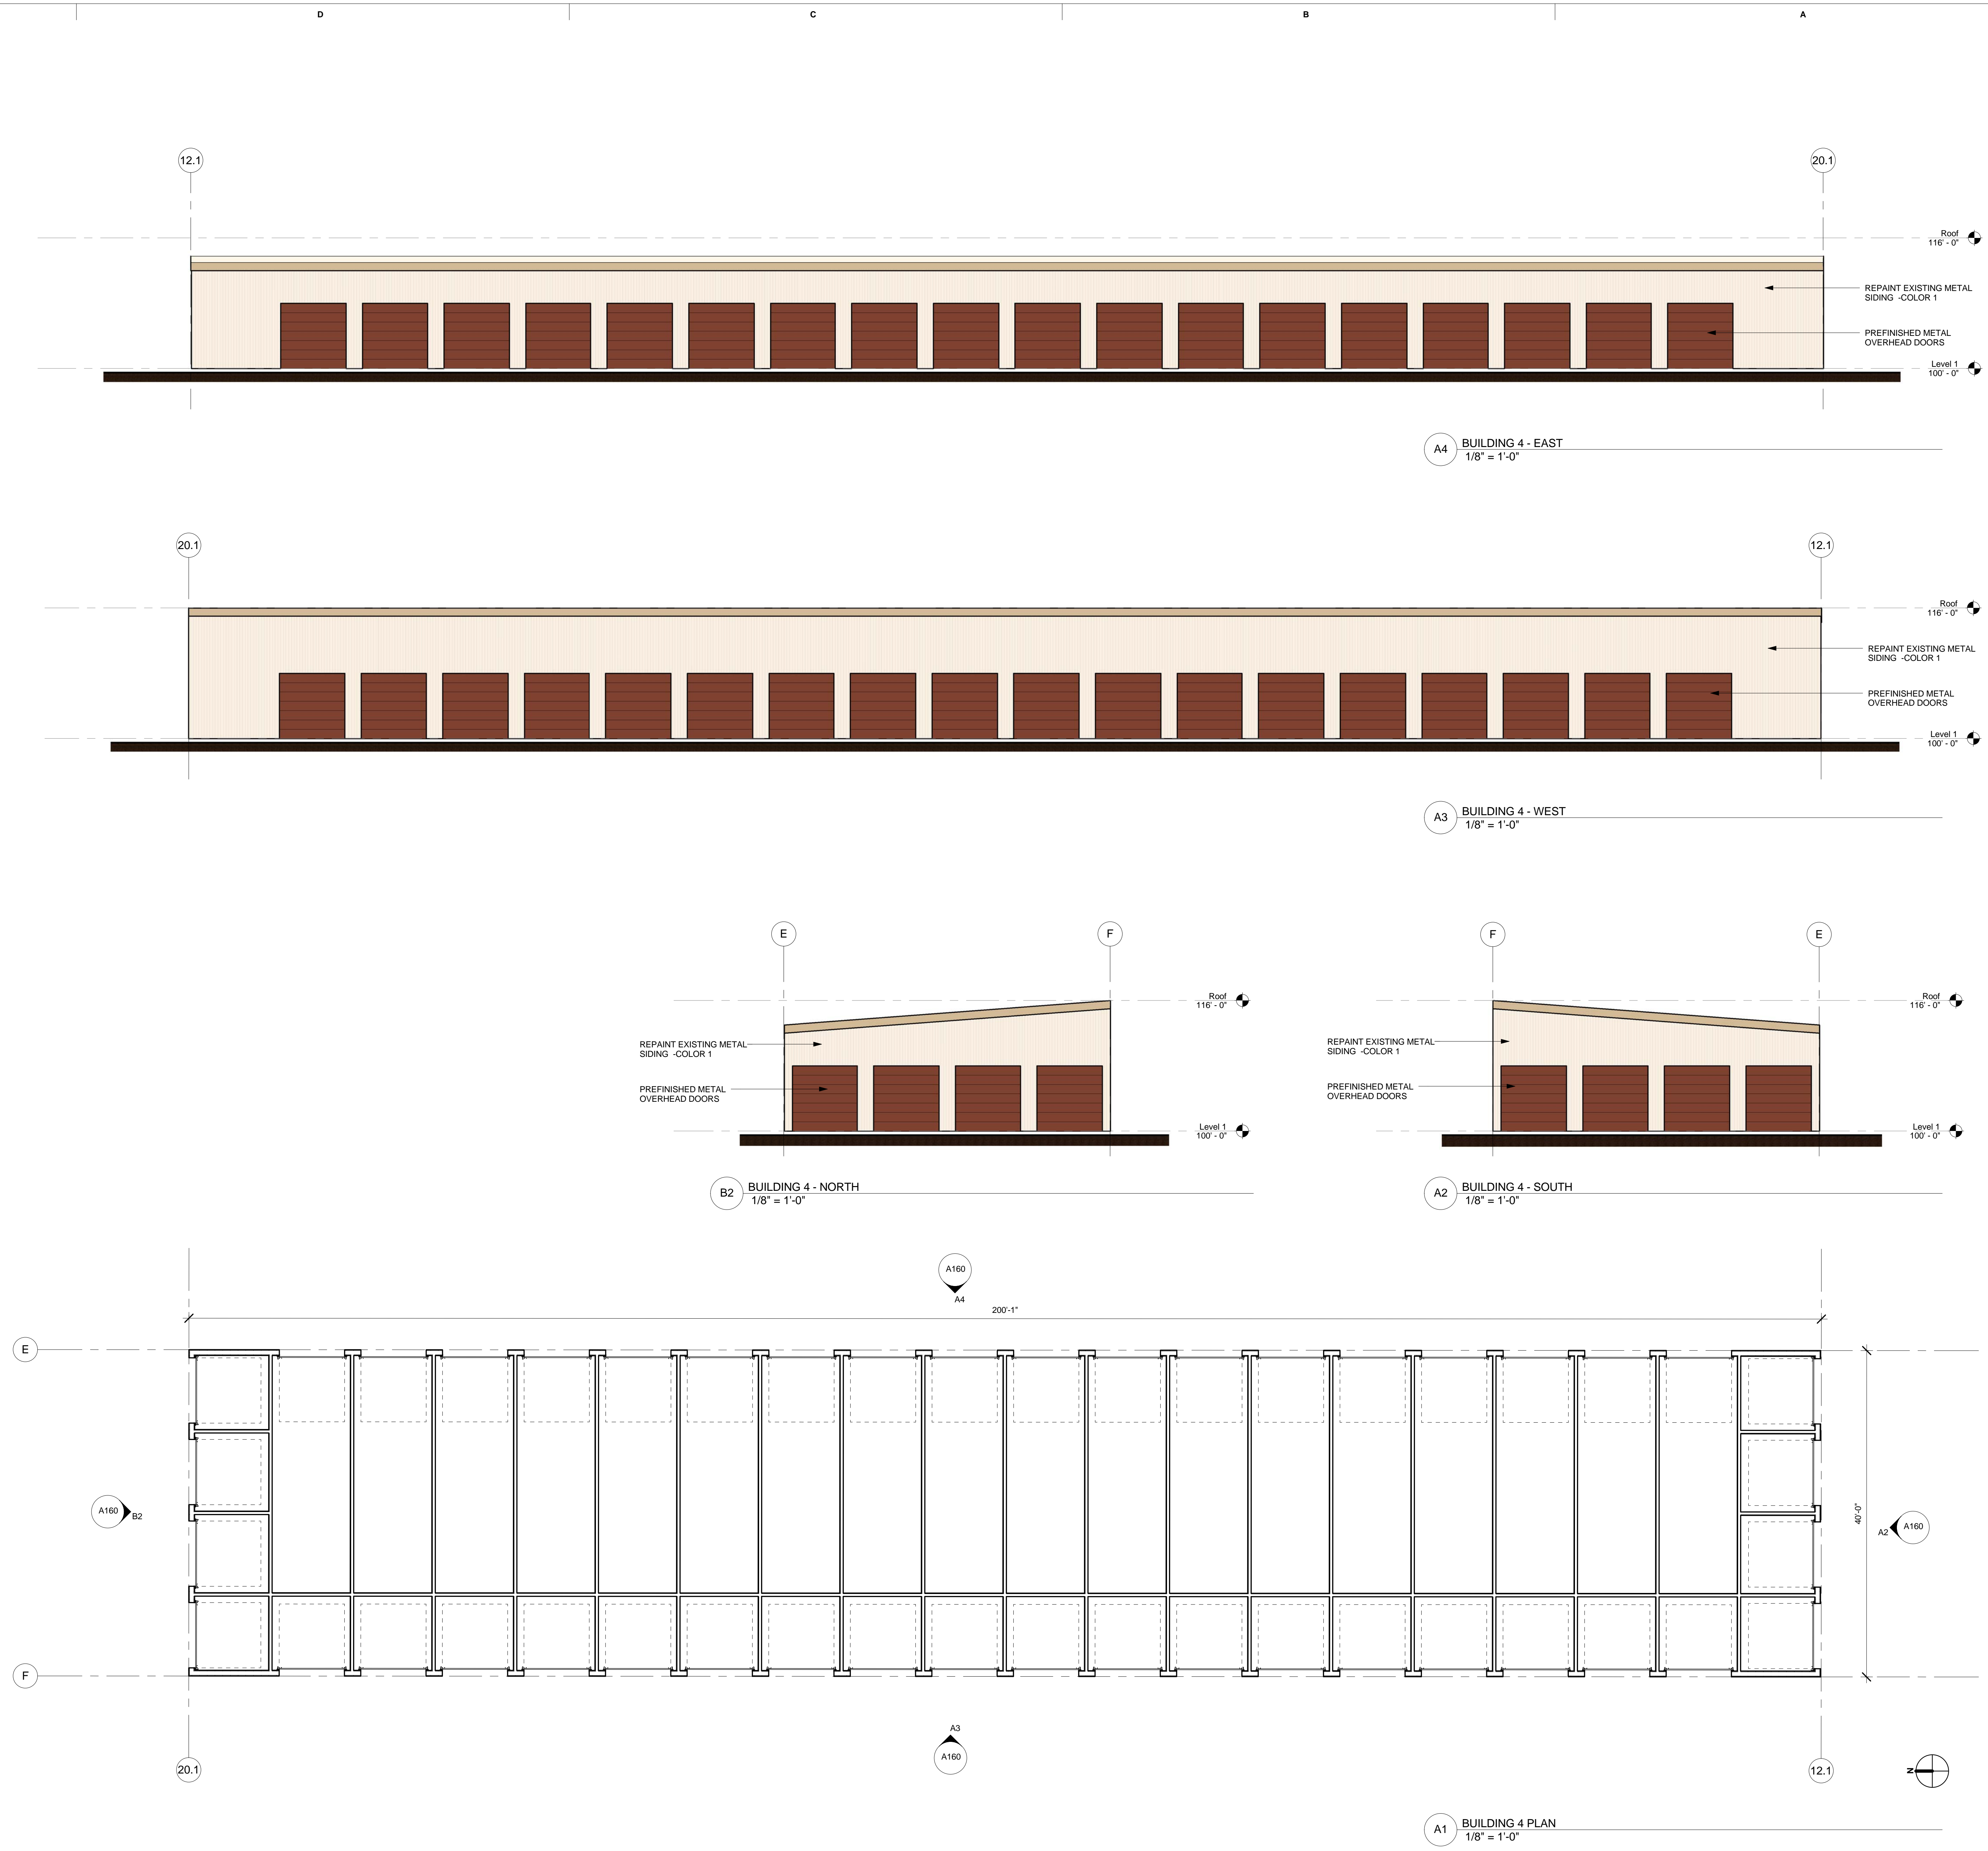 D
C
B
A
12.1
20.1
Roof
116' - 0"
REPAINT EXISTING METAL
SIDING -COLOR 1
PREFINISHED METAL
OVERHEAD DOORS
Level 1
100' - 0"
A4
BUILDING 4 - EAST
1/8" = 1'-0"
20.1
12.1
Roof
116' - 0"
REPAINT EXISTING METAL
SIDING -COLOR 1
PREFINISHED METAL
OVERHEAD DOORS
Level 1
100' - 0"
A3
BUILDING 4 - WEST
1/8" = 1'-0"
E
F
Roof
116' - 0"
REPAINT EXISTING METAL
SIDING -COLOR 1
PREFINISHED METAL
OVERHEAD DOORS
Level 1
100' - 0"
B2
BUILDING 4 - NORTH
1/8" = 1'-0"
F
E
Roof
116' - 0"
REPAINT EXISTING METAL
SIDING -COLOR 1
PREFINISHED METAL
OVERHEAD DOORS
Level 1
100' - 0"
A2
BUILDING 4 - SOUTH
1/8" = 1'-0"
A160
A4
200'-1"
E
A160
B2
40'-0"
A2
A160
F
A3
A160
20.1
12.1
N
A1
BUILDING 4 PLAN
1/8" = 1'-0"